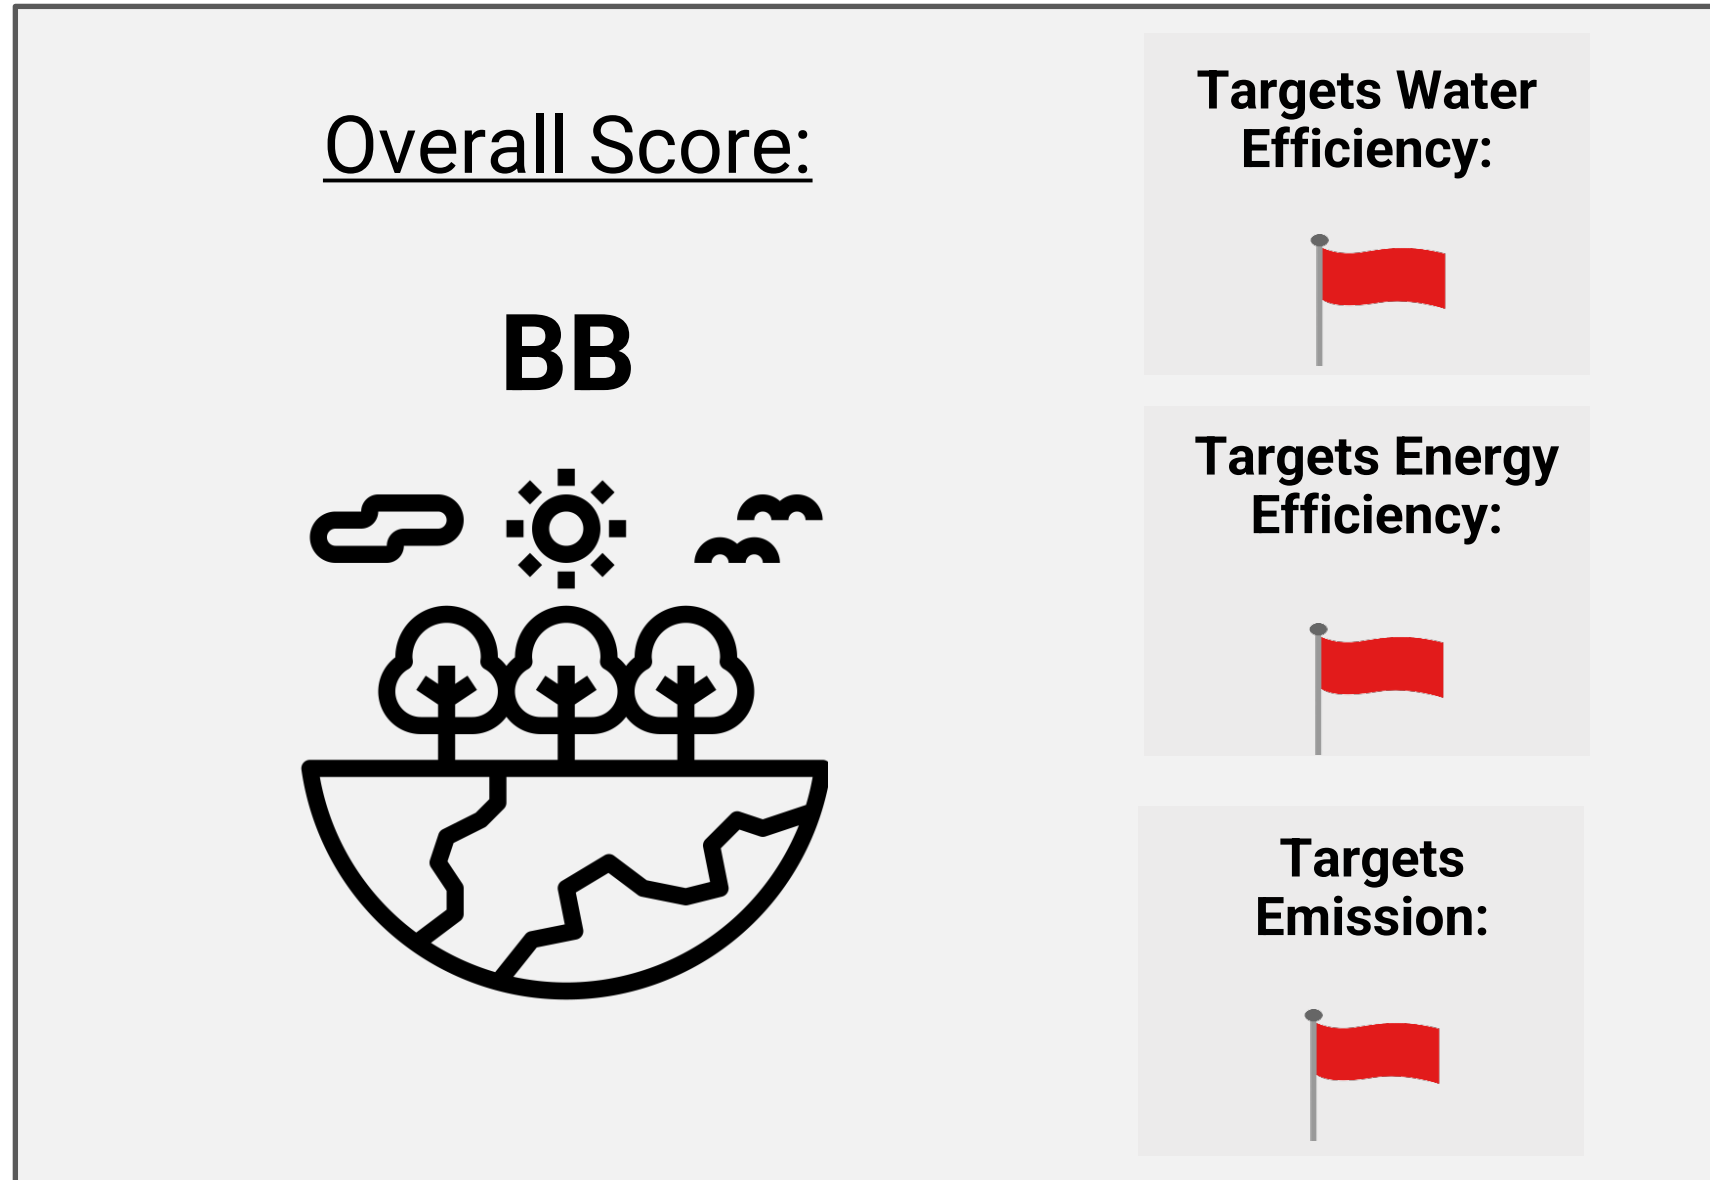 Overall Score:
BB
Targets Water
Efficiency:
Targets Energy
Efficiency:
Targets
Emission: